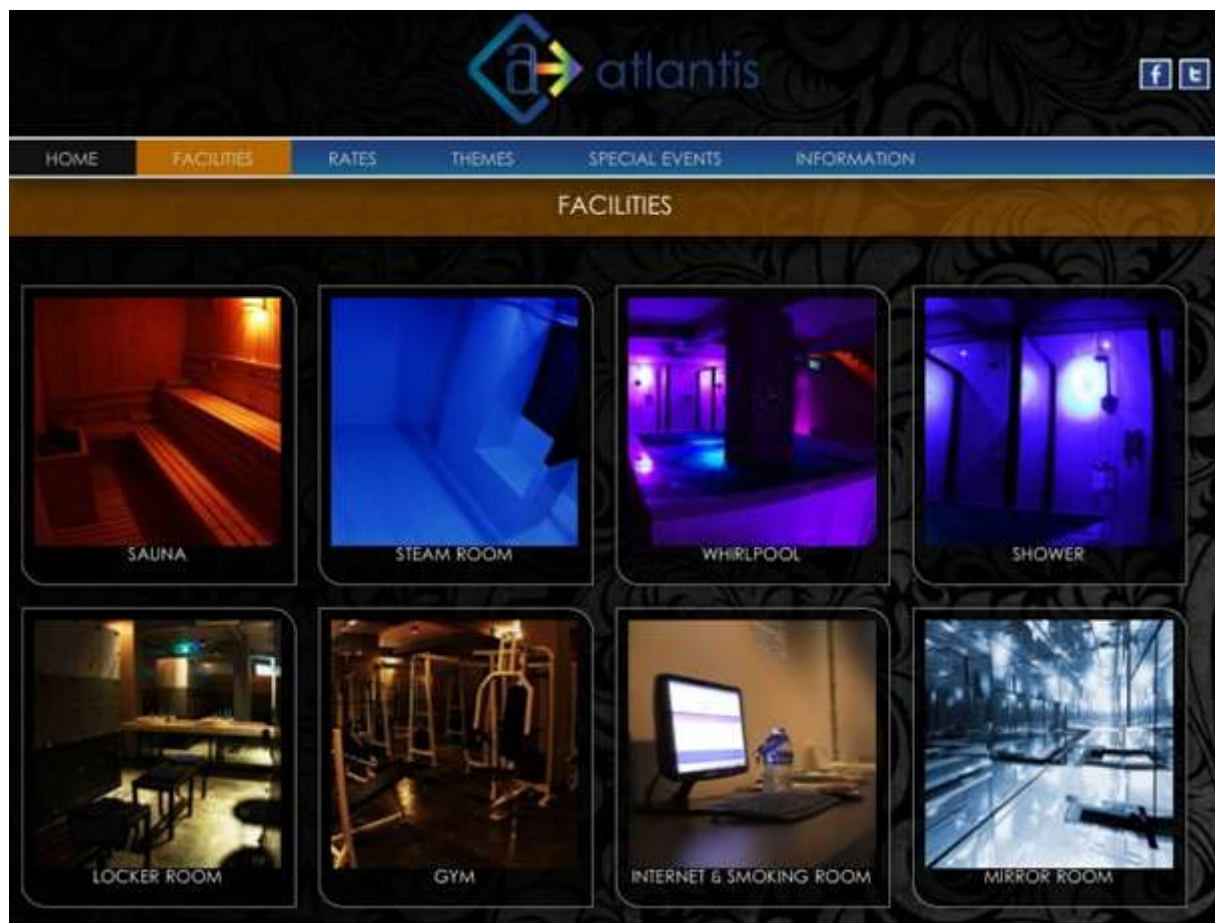 a atlantis
f t
HOME FACILITIES RATES THEMES SPECIAL EVENTS INFORMATION
FACILITIES
SAUNA STEAM ROOM WHIRLPOOL SHOWER
LOCKER ROOM GYM INTERNET & SMOKING ROOM MIRROR ROOM